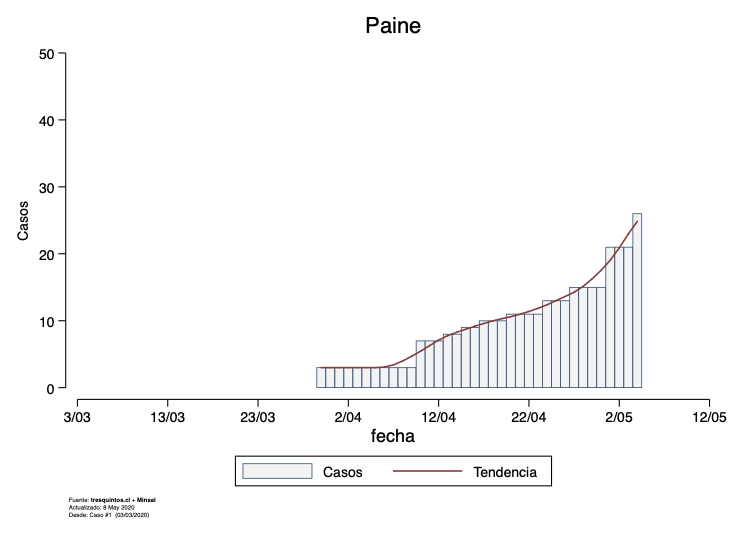 Paine
Casos
50
40
30
20
10
0
3/03 13/03 23/03 2/04 12/04 22/04 2/05 12/05
fecha
Casos Tendencia
Fuente: tresquintos.cl + Minsal
Actualizado: 8 May 2020
Desde: Caso #1 (03/03/2020)